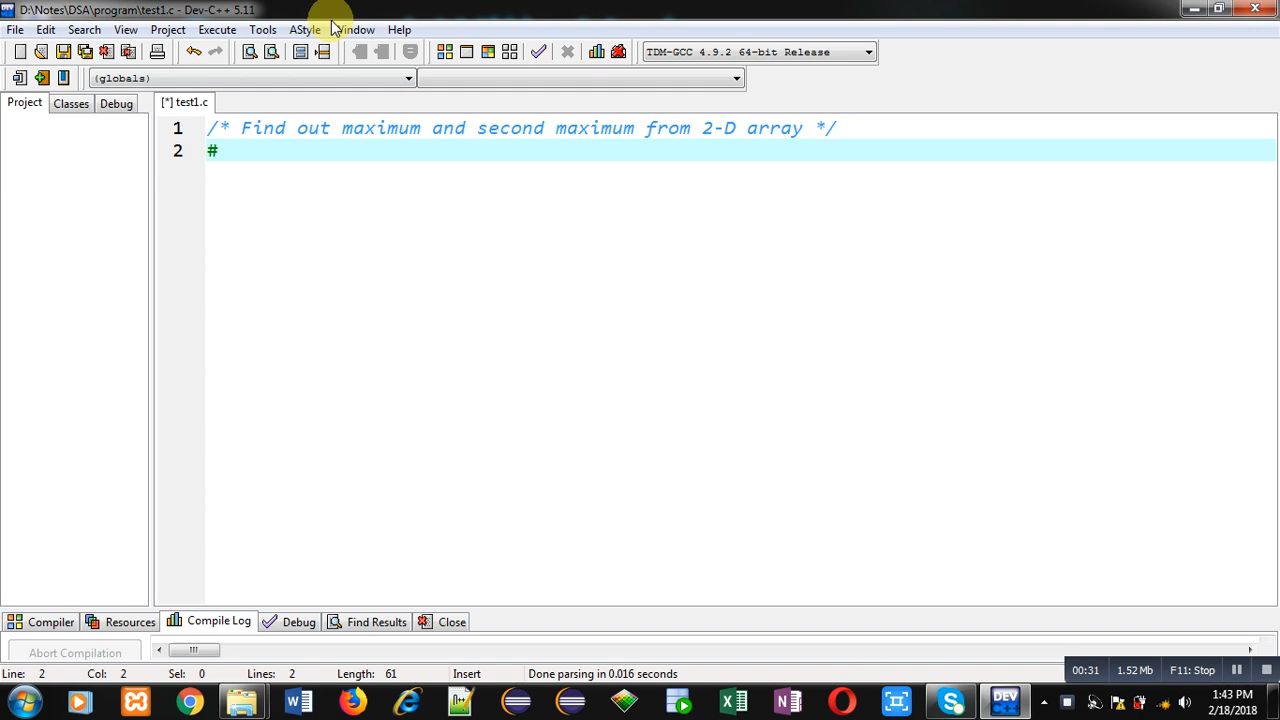 D:\Notes\DSA\program\test1.c - Dev-C++ 5.11
File Edit Search View Project Execute Tools AStyle Window Help
TDM-GCC 4.9.2 64-bit Release
(globals)
Project Classes Debug [*] test1.c
1 /* Find out maximum and second maximum from 2-D array */
2 #
Compiler Resources Compile Log Debug Find Results Close
Abort Compilation
Line: 2 Col: 2 Sel: 0 Lines: 2 Length: 61 Insert Done parsing in 0.016 seconds
00:31 1.52 Mb F11: Stop
DEV
1:43 PM
2/18/2018